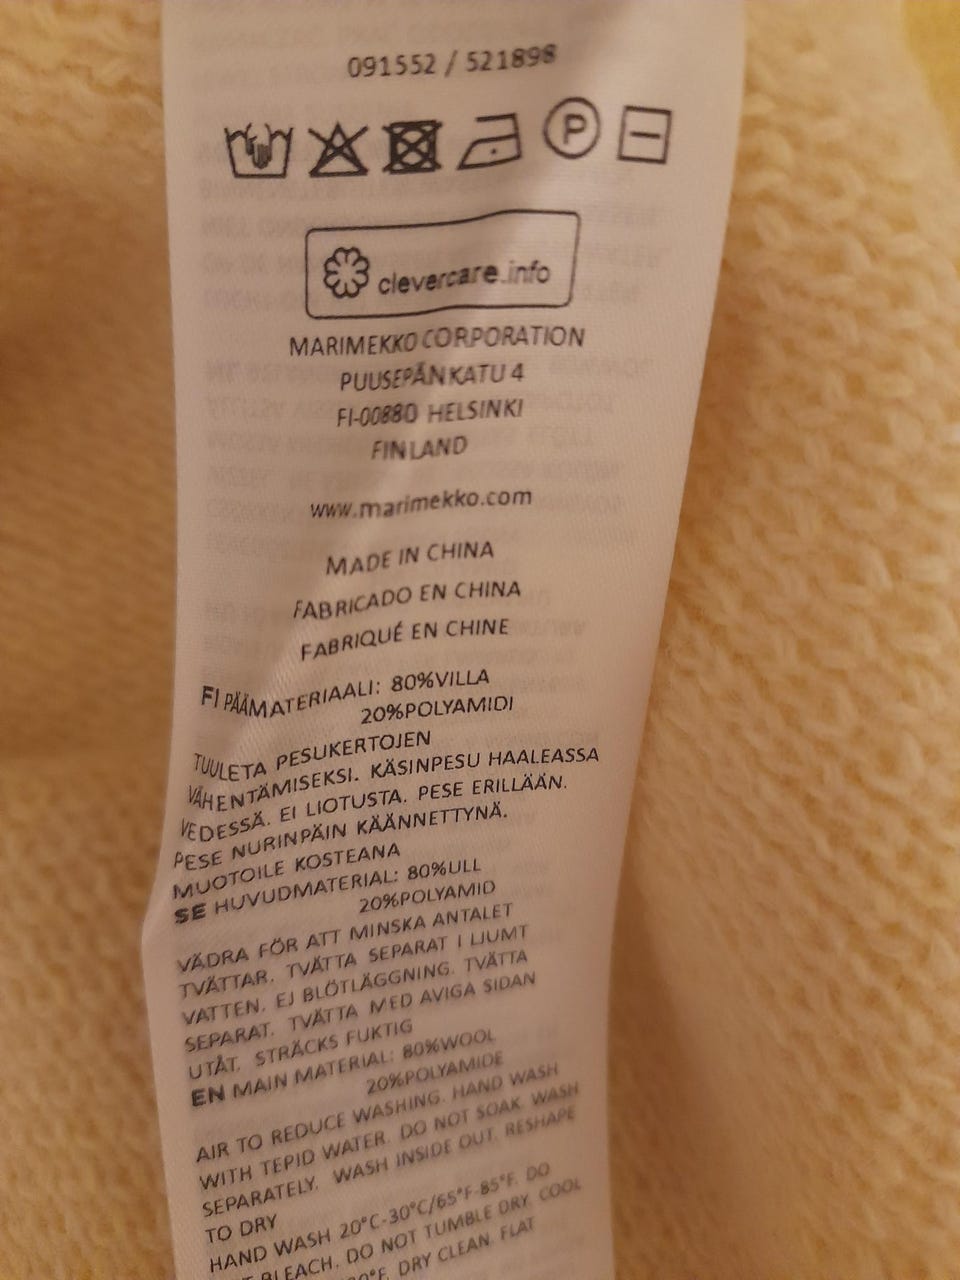 091552 / 521898
P
clevercare.info
MARIMEKKO CORPORATION
PUUSEPÄNKATU 4
FI-00880 HELSINKI
FINLAND
www.marimekko.com
MADE IN CHINA
FABRICADO EN CHINA
FABRIQUÉ EN CHINE
FI PÄÄMATERIAALI: 80%VILLA
20%POLYAMIDI
TUULETA PESUKERTOJEN
VÄHENTÄMISEKSI. KÄSINPESU HAALEASSA
VEDESSÄ. EI LIOTUSTA. PESE ERILLÄÄN.
PESE NURINPÄIN KÄÄNNETTYNÄ.
MUOTOILE KOSTEANA
SE HUVUDMATERIAL: 80%ULL
20%POLYAMID
VÄDRA FÖR ATT MINSKA ANTALET
TVÄTTAR. TVÄTTA SEPARAT I LJUMT
VATTEN. EJ BLÖTLÄGGNING. TVÄTTA
SEPARAT. TVÄTTA MED AVIGA SIDAN
UTÅT. STRÄCKS FUKTIG
EN MAIN MATERIAL: 80%WOOL
20%POLYAMIDE
AIR TO REDUCE WASHING. HAND WASH
WITH TEPID WATER. DO NOT SOAK. WASH
SEPARATELY. WASH INSIDE OUT. RESHAPE
TO DRY
HAND WASH 20°C-30°C/65°F-85°F. DO
BLEACH. DO NOT TUMBLE DRY. COOL
DRY CLEAN. FLAT